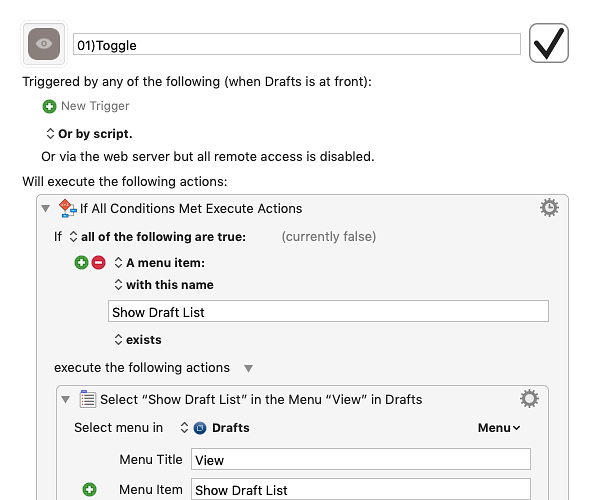 01)Toggle
Triggered by any of the following (when Drafts is at front):
New Trigger
Or by script.
Or via the web server but all remote access is disabled.
Will execute the following actions:
If All Conditions Met Execute Actions
If all of the following are true: (currently false)
A menu item:
with this name
Show Draft List
exists
execute the following actions
Select “Show Draft List” in the Menu “View” in Drafts
Select menu in Drafts Menu
Menu Title View
Menu Item Show Draft List